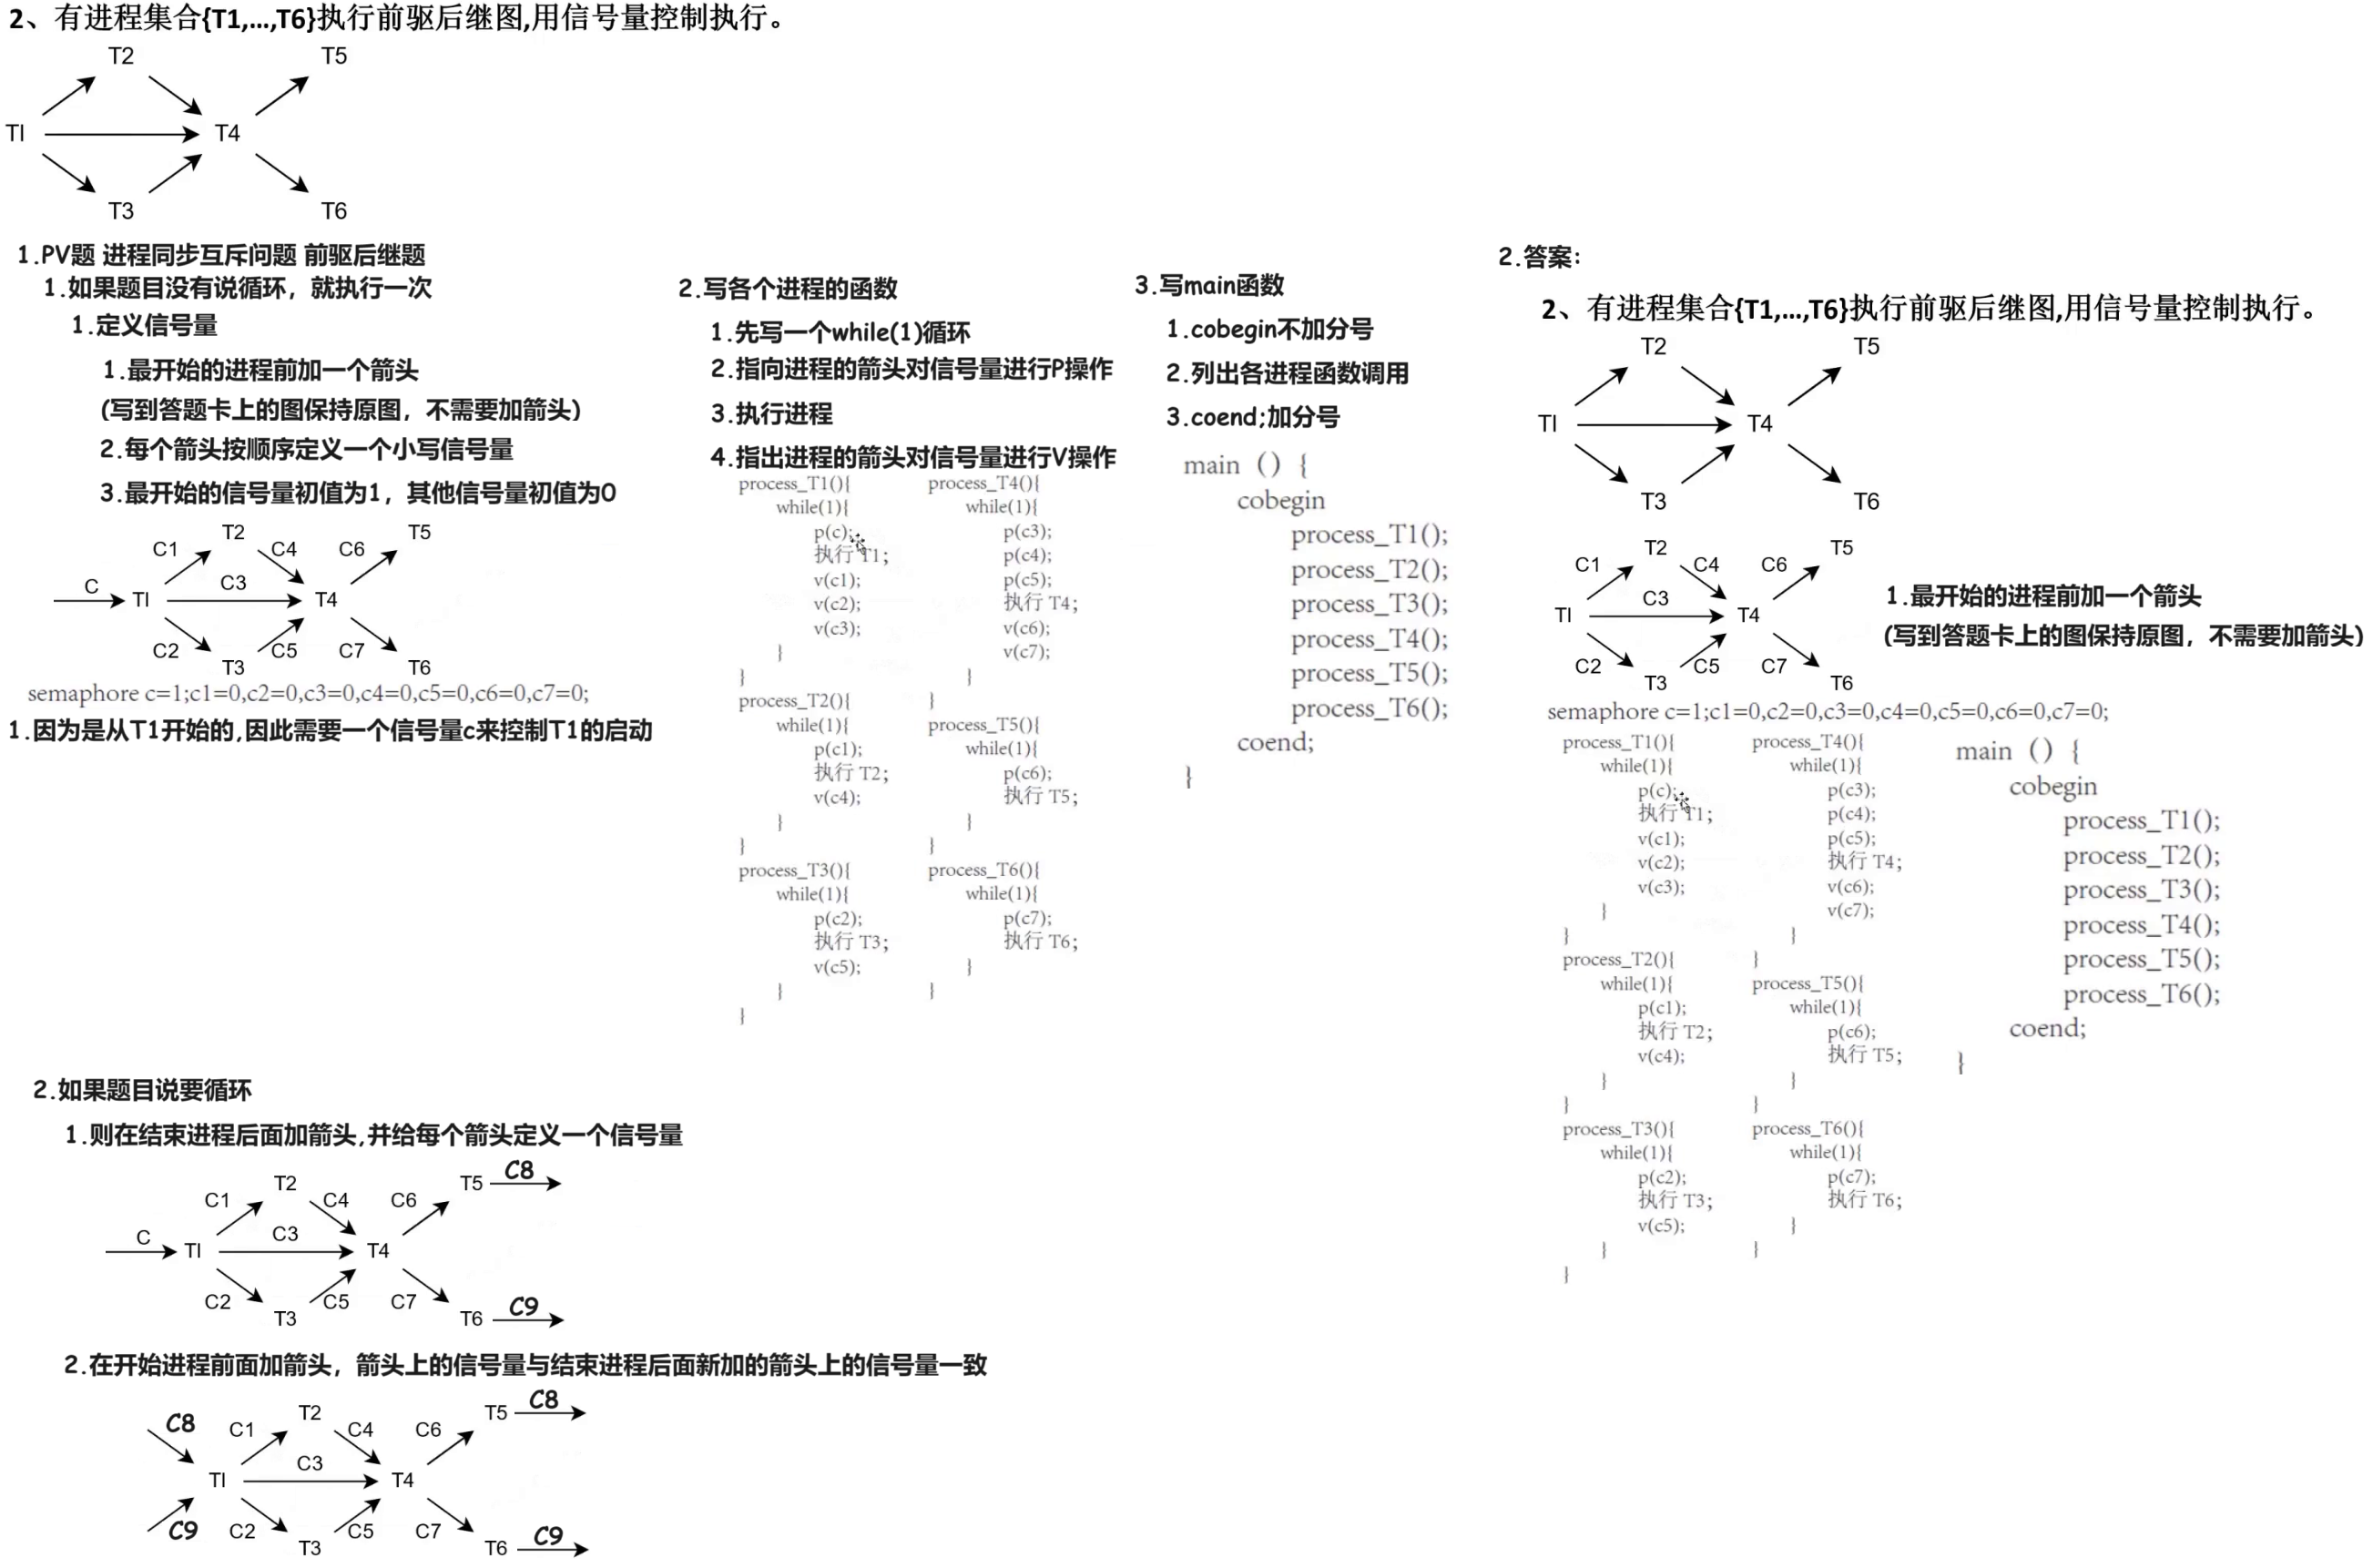 2、有进程集合{T1,...,T6}执行前驱后继图,用信号量控制执行。
T2
T5
TI
T4
T3
T6
1.PV题 进程同步互斥问题 前驱后继题
1.如果题目没有说循环，就执行一次
1.定义信号量
1.最开始的进程前加一个箭头
(写到答题卡上的图保持原图，不需要加箭头)
2.每个箭头按顺序定义一个小写信号量
3.最开始的信号量初值为1，其他信号量初值为0
T2
T5
C1
C4
C6
C
C3
TI
T4
C2
C5
C7
T3
T6
semaphore c=1;c1=0,c2=0,c3=0,c4=0,c5=0,c6=0,c7=0;
1.因为是从T1开始的,因此需要一个信号量c来控制T1的启动
2.写各个进程的函数
1.先写一个while(1)循环
2.指向进程的箭头对信号量进行P操作
3.执行进程
4.指出进程的箭头对信号量进行V操作
process_T1(){
while(1){
p(c);
执行 T1;
v(c1);
v(c2);
v(c3);
}
}
process_T2(){
while(1){
p(c1);
执行 T2;
v(c4);
}
}
process_T3(){
while(1){
p(c2);
执行 T3;
v(c5);
}
}
process_T4(){
while(1){
p(c3);
p(c4);
p(c5);
执行 T4;
v(c6);
v(c7);
}
}
process_T5(){
while(1){
p(c6);
执行 T5;
}
}
process_T6(){
while(1){
p(c7);
执行 T6;
}
}
3.写main函数
1.cobegin不加分号
2.列出各进程函数调用
3.coend;加分号
main () {
cobegin
process_T1();
process_T2();
process_T3();
process_T4();
process_T5();
process_T6();
coend;
}
2.答案:
2、有进程集合{T1,...,T6}执行前驱后继图,用信号量控制执行。
T2
T5
TI
T4
T3
T6
T2
T5
C1
C4
C6
C3
TI
T4
C2
C5
C7
T3
T6
1.最开始的进程前加一个箭头
(写到答题卡上的图保持原图，不需要加箭头)
semaphore c=1;c1=0,c2=0,c3=0,c4=0,c5=0,c6=0,c7=0;
process_T1(){
while(1){
p(c);
执行 T1;
v(c1);
v(c2);
v(c3);
}
}
process_T2(){
while(1){
p(c1);
执行 T2;
v(c4);
}
}
process_T3(){
while(1){
p(c2);
执行 T3;
v(c5);
}
}
process_T4(){
while(1){
p(c3);
p(c4);
p(c5);
执行 T4;
v(c6);
v(c7);
}
}
process_T5(){
while(1){
p(c6);
执行 T5;
}
}
process_T6(){
while(1){
p(c7);
执行 T6;
}
}
main () {
cobegin
process_T1();
process_T2();
process_T3();
process_T4();
process_T5();
process_T6();
coend;
}
2.如果题目说要循环
1.则在结束进程后面加箭头,并给每个箭头定义一个信号量
T2
T5
C8
C1
C4
C6
C
C3
TI
T4
C2
C5
C7
T3
T6
C9
2.在开始进程前面加箭头，箭头上的信号量与结束进程后面新加的箭头上的信号量一致
C8
T2
T5
C8
C1
C4
C6
C3
TI
T4
C9
C2
C5
C7
T3
T6
C9